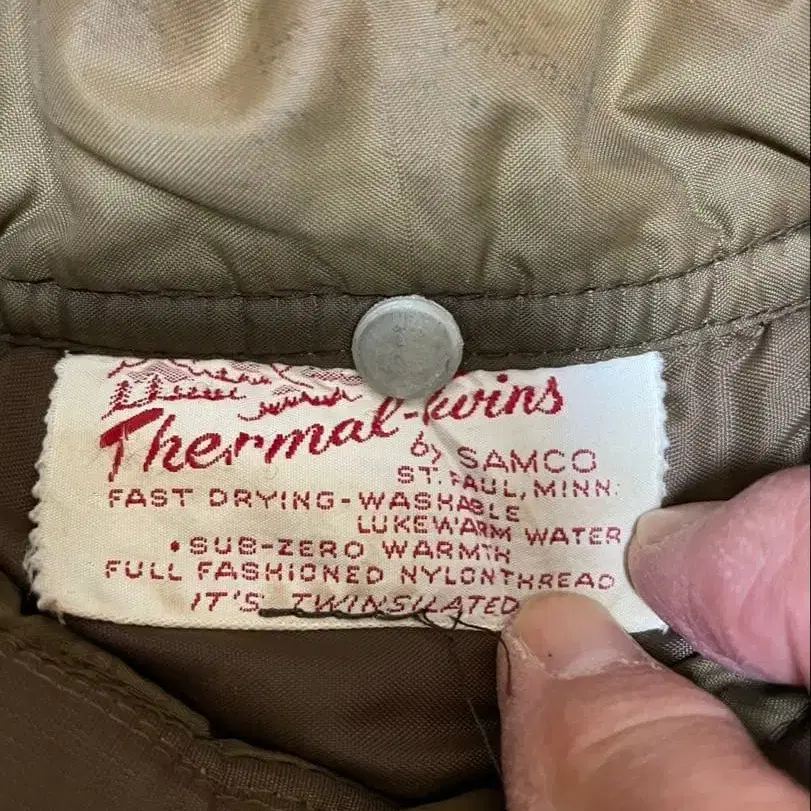 Thermal-twins
by SAMCO
ST. PAUL, MINN.
FAST DRYING-WASHABLE
LUKEWARM WATER
•SUB-ZERO WARMTH
FULL FASHIONED NYLONTHREAD
IT'S TWINSULATED